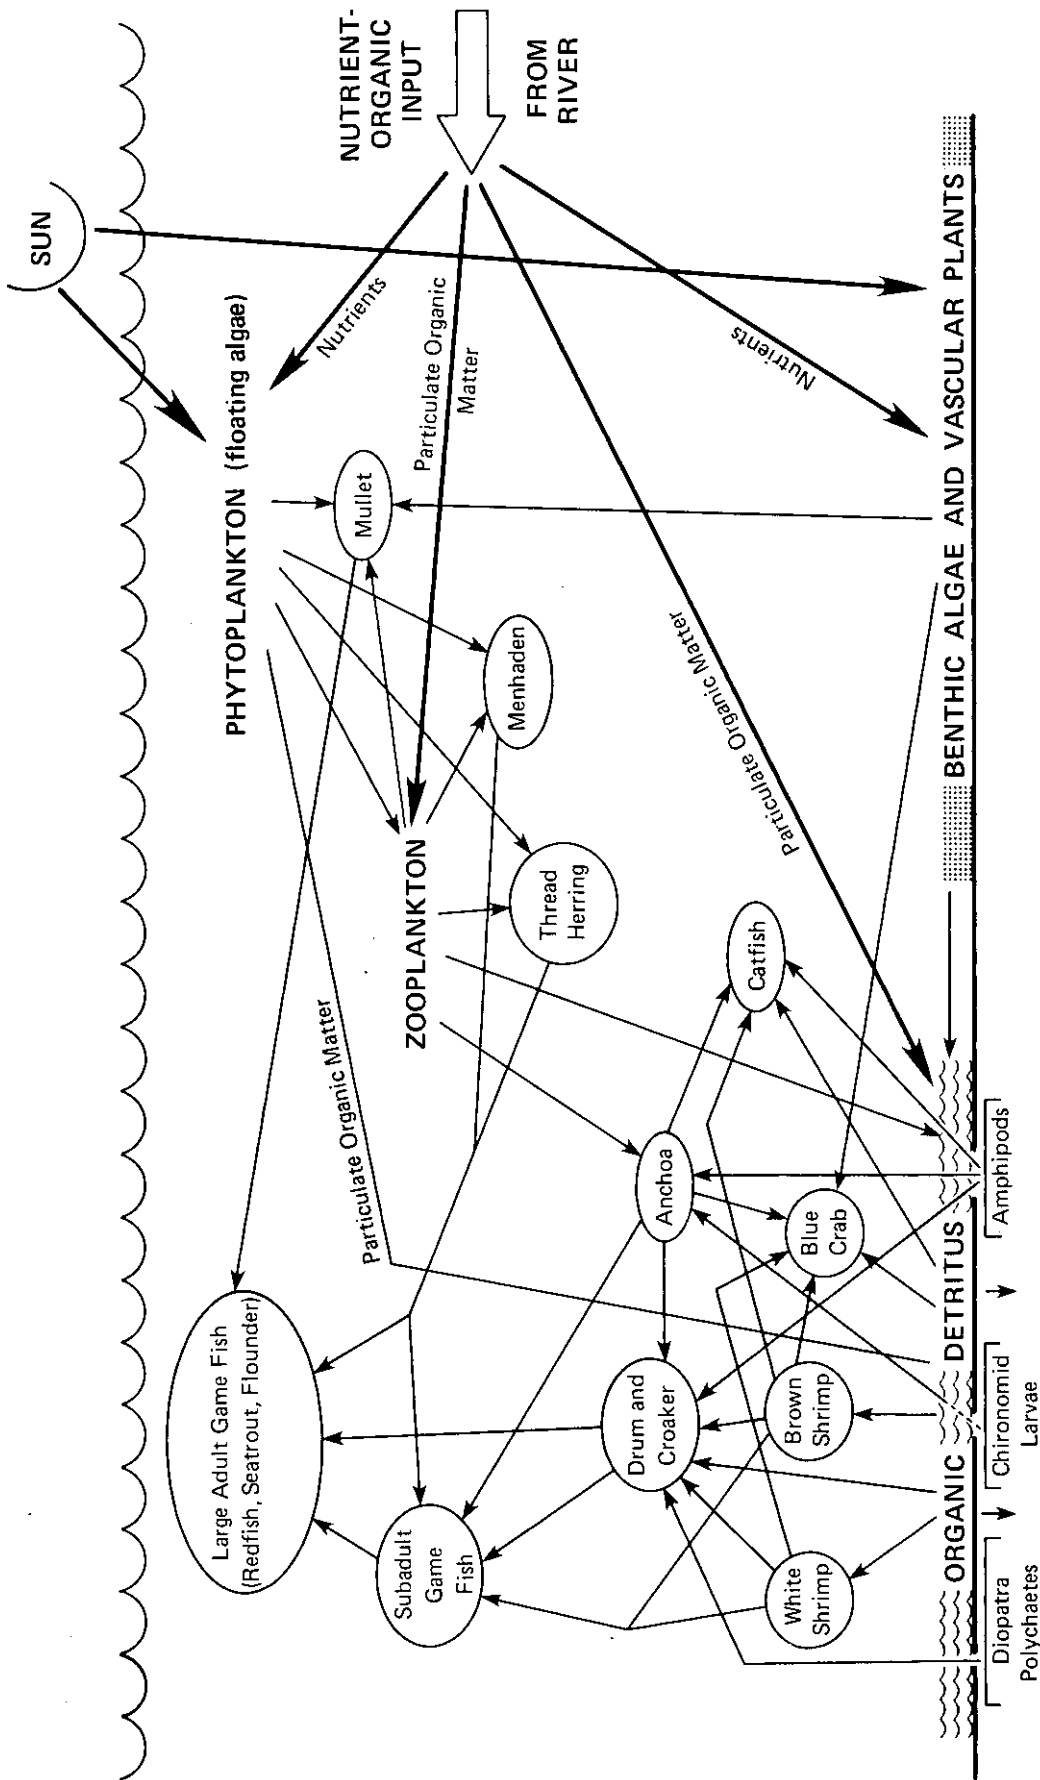 SUN
NUTRIENT-
ORGANIC
INPUT
FROM
RIVER
PHYTOPLANKTON (floating algae)
Nutrients
Particulate Organic
Matter
Nutrients
Mullet
Menhaden
Particulate Organic Matter
ZOOPLANKTON
Thread
Herring
Particulate Organic Matter
Catfish
Large Adult Game Fish
(Redfish, Seatrout, Flounder)
Anchoa
Blue
Crab
Subadult
Game
Fish
Drum and
Croaker
Brown
Shrimp
White
Shrimp
ORGANIC DETRITUS
BENTHIC ALGAE AND VASCULAR PLANTS
Diopatra
Polychaetes
Chironomid
Larvae
Amphipods